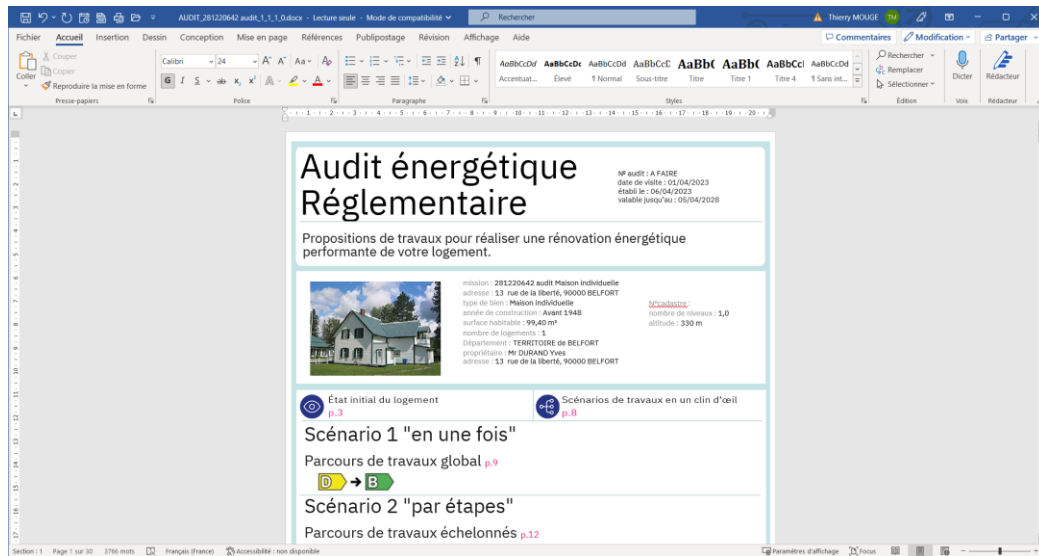 AUDIT_281220642 audit_1_1_1_0.docx - Lecture seule - Mode de compatibilité
Rechercher
Thierry MOUGE
TM
Fichier Accueil Insertion Dessin Conception Mise en page Références Publipostage Révision Affichage Aide
Commentaires Modification Partager
Coller
Couper
Copier
Reproduire la mise en forme
Calibri 24
AaBbCcDd AaBbCcDc AaBbCcDd AaBbCcC AaBb( AaBb( AaBbCc AaBbCcDd
Accentuat... Élevé ¶ Normal Sous-titre Titre Titre 1 Titre 4 ¶ Sans int...
Rechercher
Remplacer
Sélectionner
Dicter
Rédacteur
Presse-papiers Police Paragraphe Styles Édition Voix Rédacteur
Audit énergétique
Réglementaire
N° audit : A FAIRE
date de visite : 01/04/2023
établi le : 06/04/2023
valable jusqu'au : 05/04/2028
Propositions de travaux pour réaliser une rénovation énergétique
performante de votre logement.
mission : 281220642 audit Maison individuelle
adresse : 13 rue de la liberté, 90000 BELFORT
type de bien : Maison individuelle
année de construction : Avant 1948
surface habitable : 99,40 m²
nombre de logements : 1
Département : TERRITOIRE de BELFORT
propriétaire : Mr DURAND Yves
adresse : 13 rue de la liberté, 90000 BELFORT
N°cadastre :
nombre de niveaux : 1,0
altitude : 330 m
État initial du logement
p.3
Scénarios de travaux en un clin d'œil
p.8
Scénario 1 "en une fois"
Parcours de travaux global p.9
D → B
Scénario 2 "par étapes"
Parcours de travaux échelonnés p.12
Section : 1 Page 1 sur 30 3766 mots Français (France) Accessibilité : non disponible Paramètres d'affichage Focus